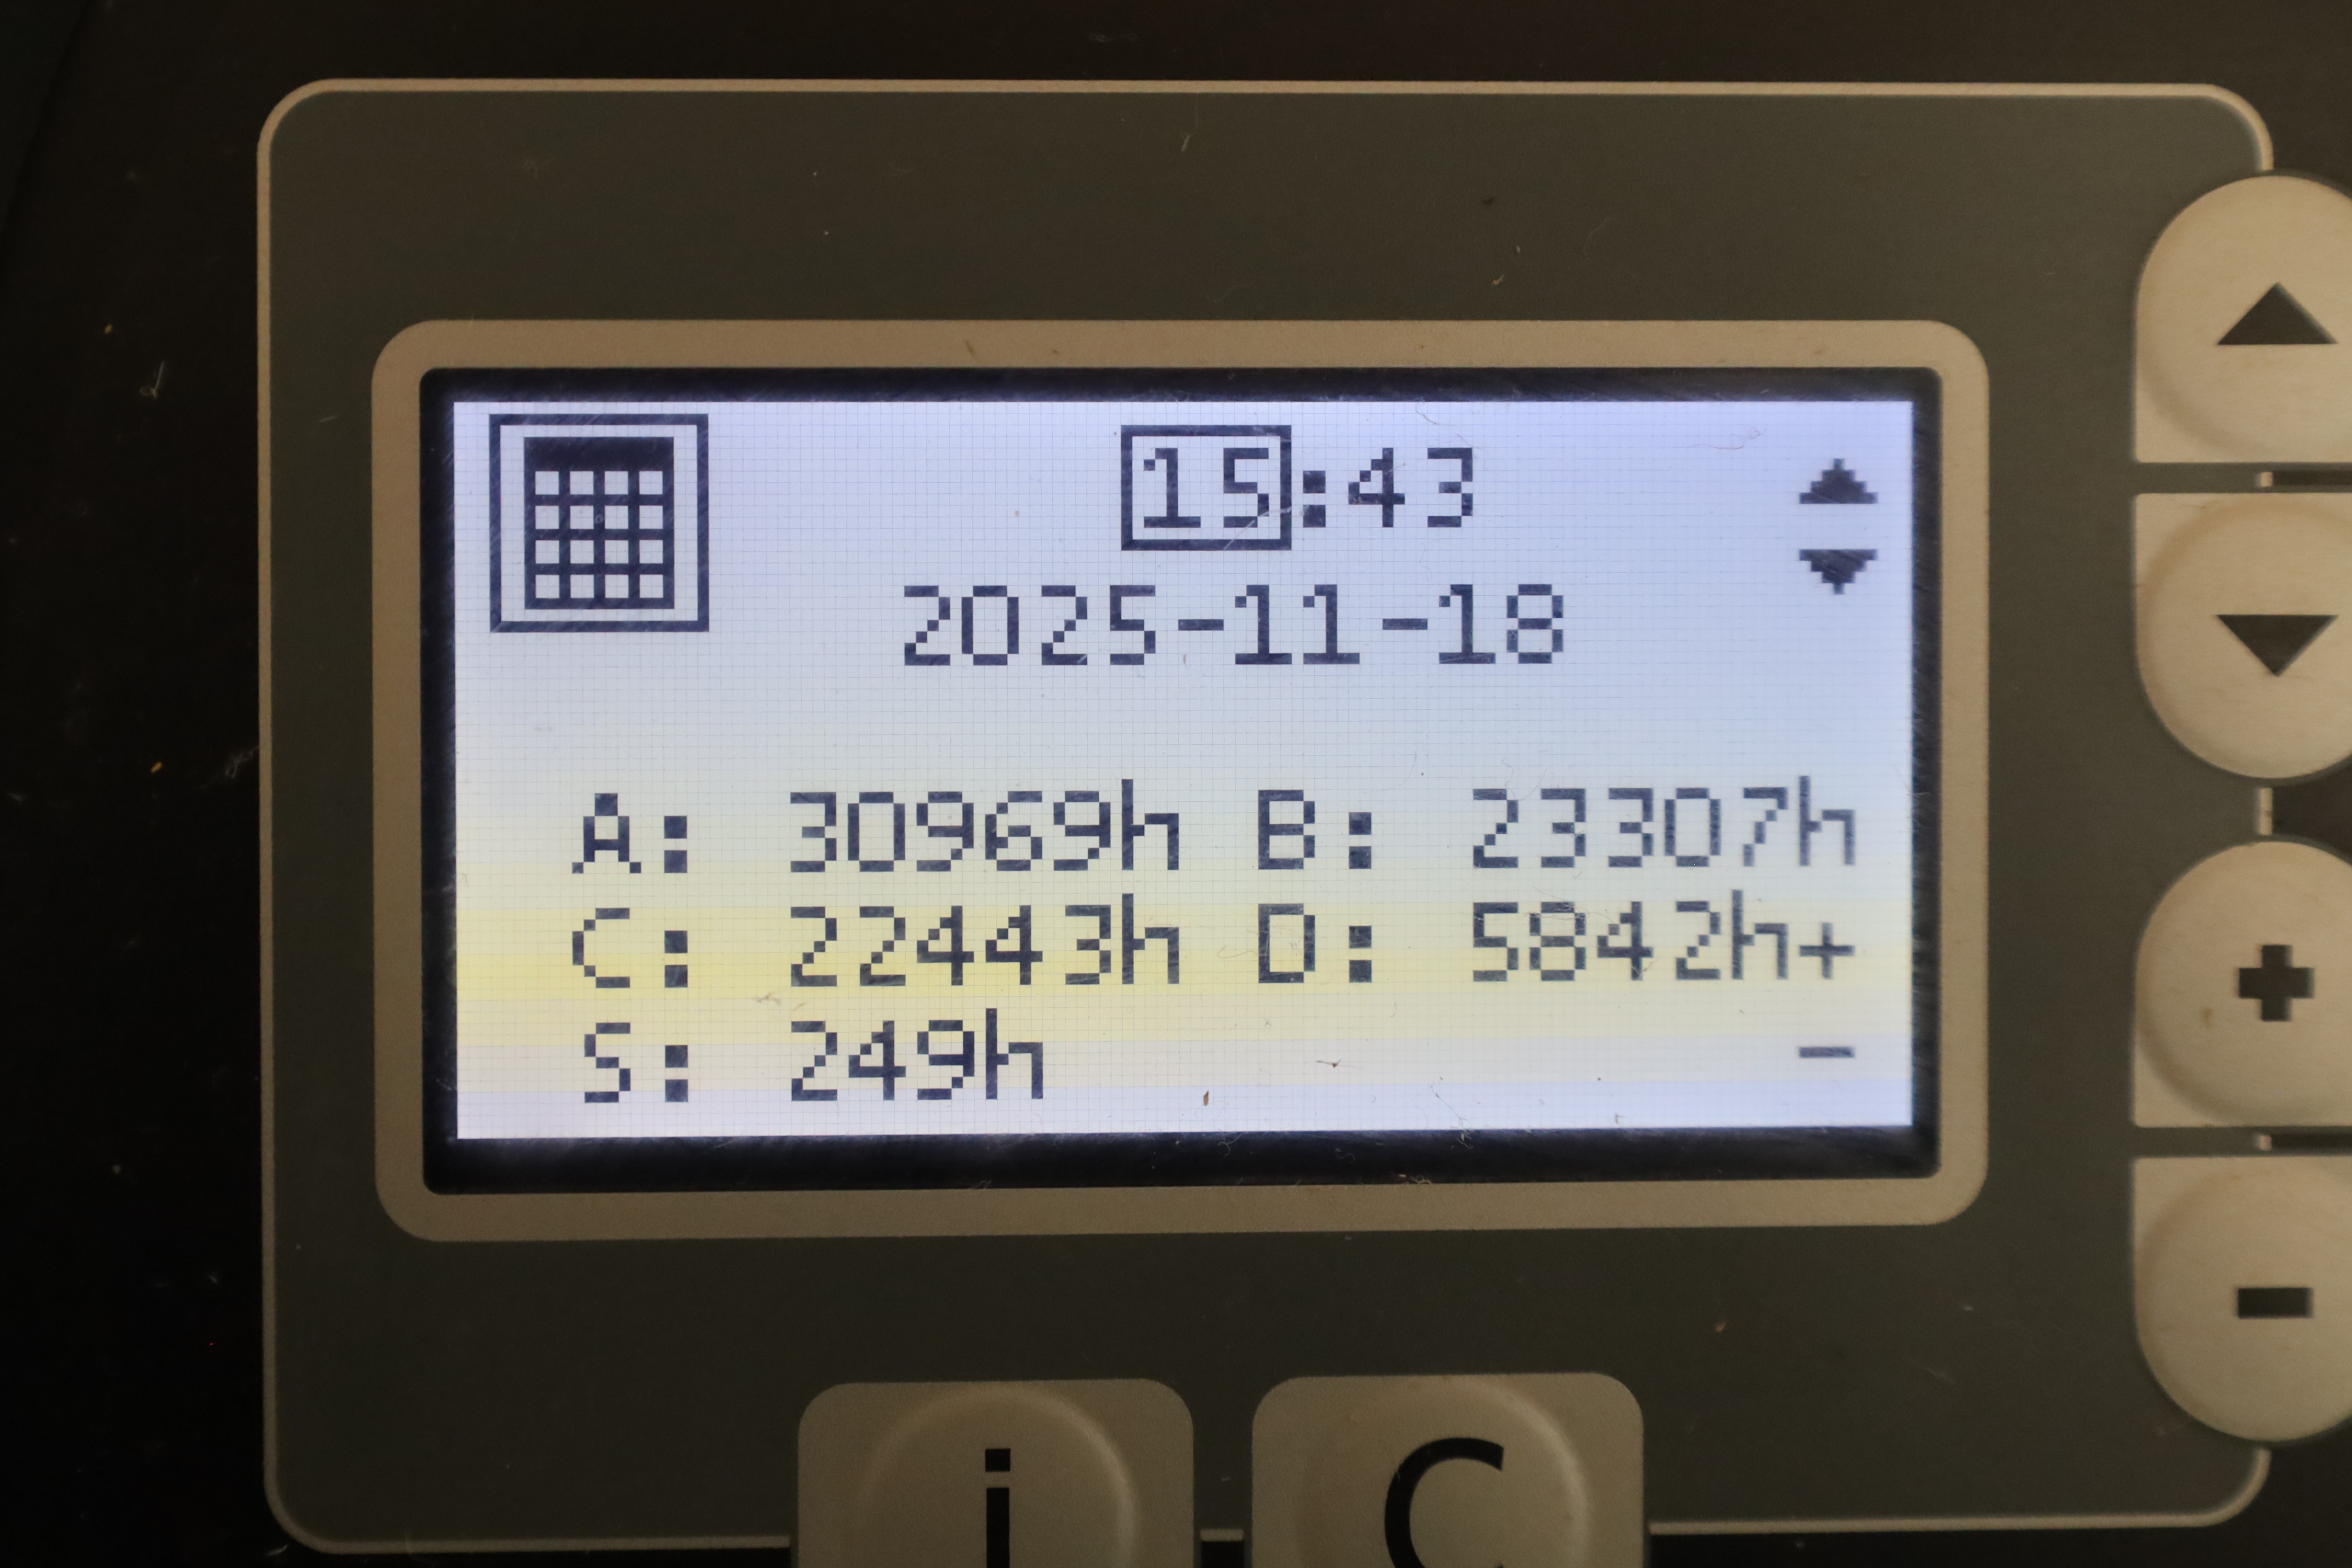 15:43
2025-11-18
A: 30969h B: 23307h
C: 22443h D: 5842h+
S: 249h -
i C